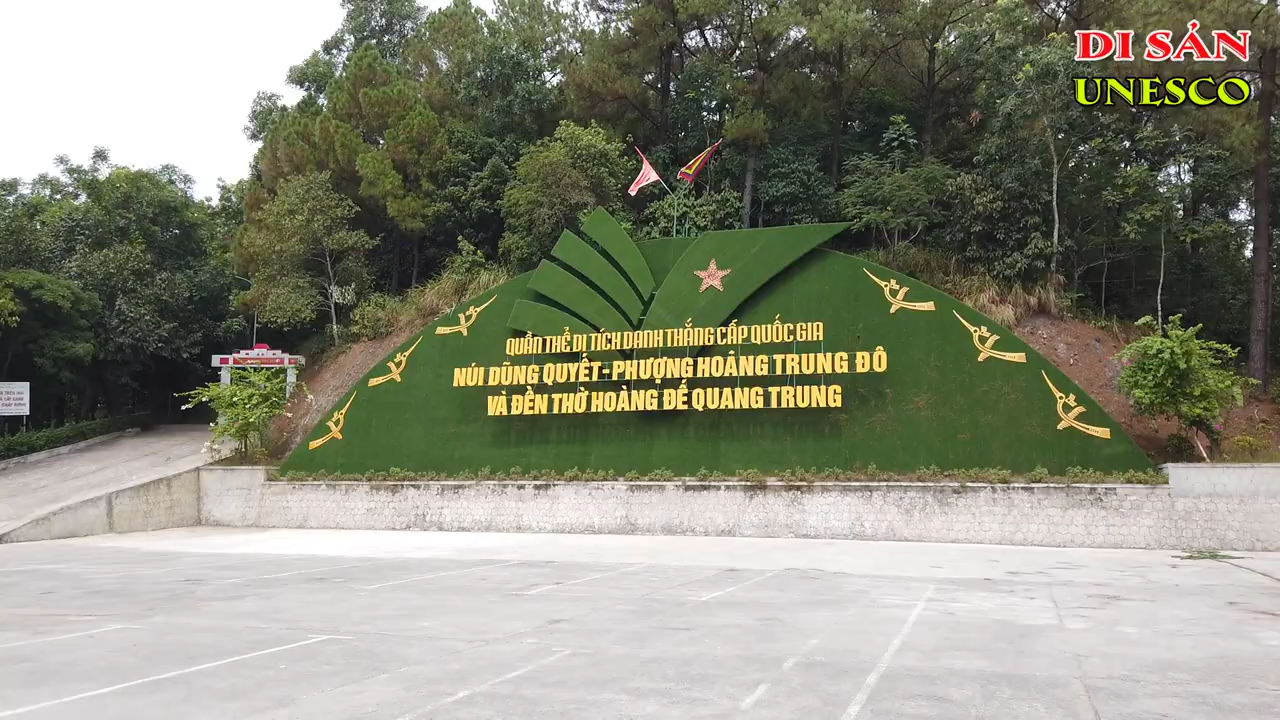 DI SẢN
UNESCO
QUẦN THỂ DI TÍCH DANH THẮNG CẤP QUỐC GIA
NÚI DŨNG QUYẾT - PHƯỢNG HOÀNG TRUNG ĐÔ
VÀ ĐỀN THỜ HOÀNG ĐẾ QUANG TRUNG